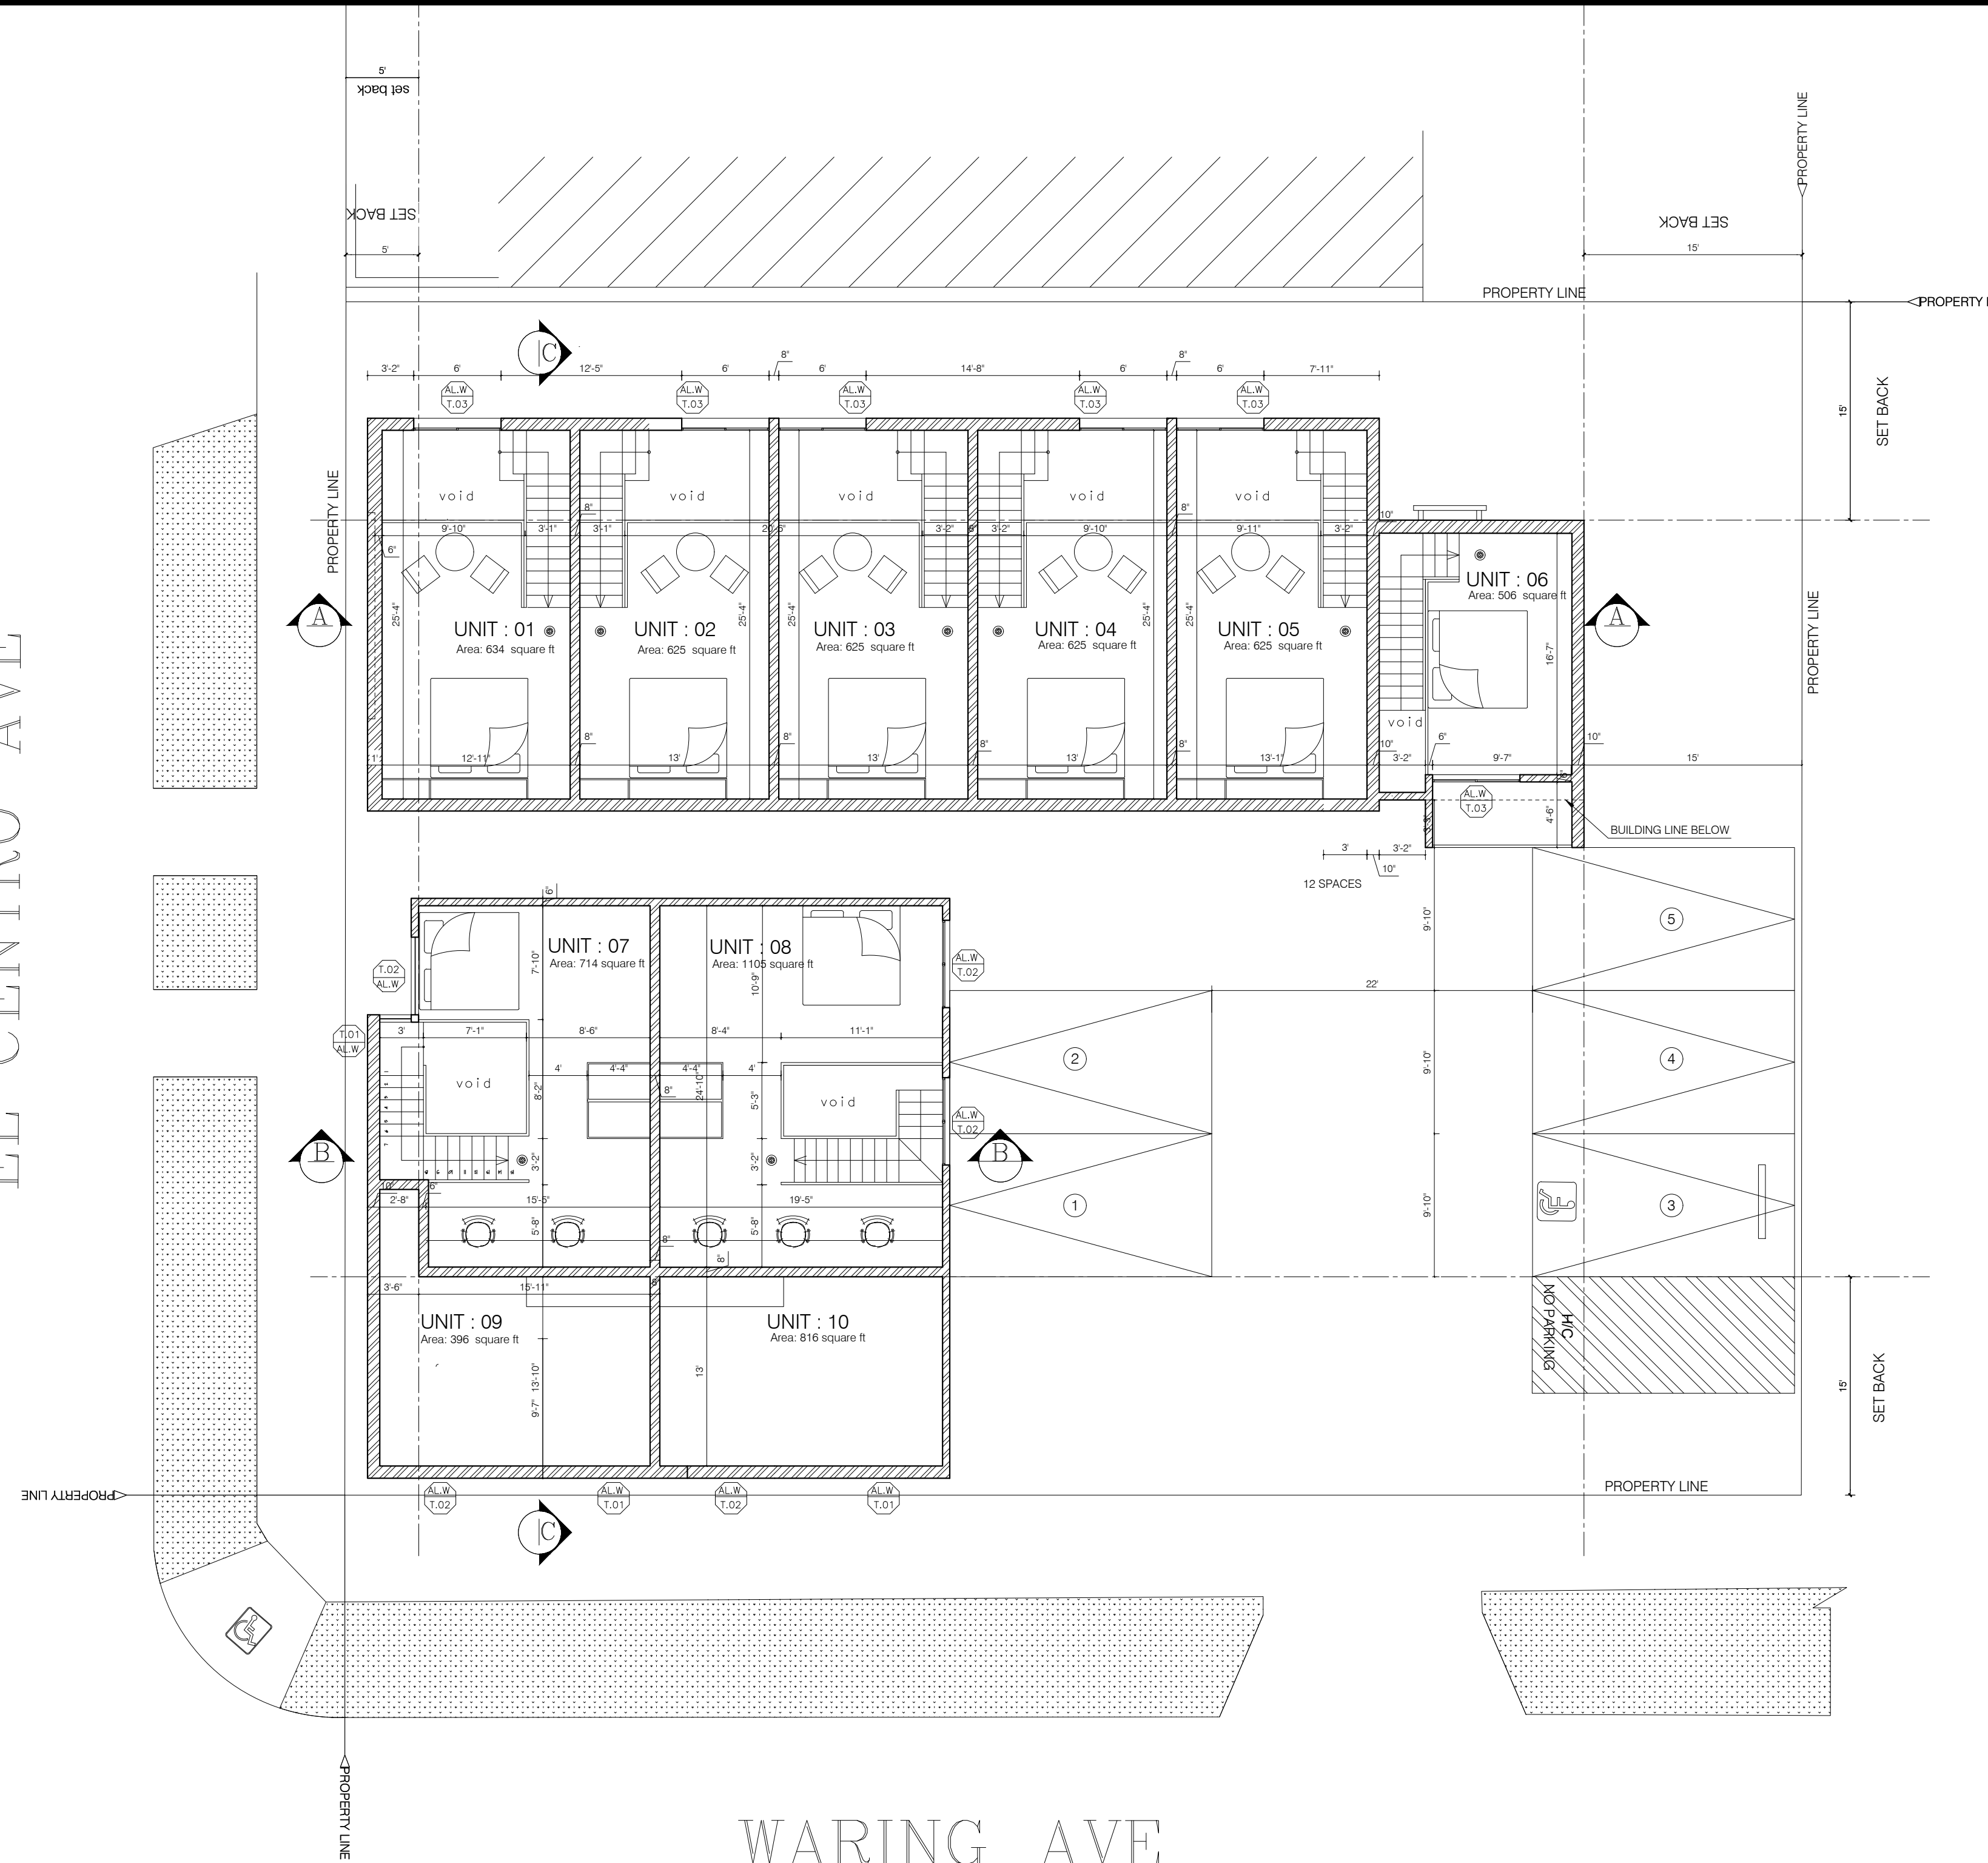 5'
set back
PROPERTY LINE
SET BACK
SET BACK
5'
15'
PROPERTY LINE
PROPERTY
C
8"
8"
3'-2"
6'
12'-5"
6'
6'
14'-8"
6'
6'
7'-11"
AL.W
T.03
AL.W
T.03
AL.W
T.03
AL.W
T.03
AL.W
T.03
15'
SET BACK
PROPERTY LINE
void
void
void
void
void
8"
8"
10"
9'-10"
3'-1"
3'-1"
20'-5"
3'-2"
3'-2"
9'-10"
9'-11"
3'-2"
6"
UNIT : 06
Area: 506 square ft
A
A
25'-4"
25'-4"
25'-4"
25'-4"
25'-4"
16'-7"
PROPERTY LINE
UNIT : 01
Area: 634 square ft
UNIT : 02
Area: 625 square ft
UNIT : 03
Area: 625 square ft
UNIT : 04
Area: 625 square ft
UNIT : 05
Area: 625 square ft
void
8"
8"
8"
8"
10"
6"
10"
1'
12'-11"
13'
13'
13'
13'-1"
3'-2"
9'-7"
15'
AL.W
T.03
4'-6"
BUILDING LINE BELOW
3'
3'-2"
10"
12 SPACES
6"
UNIT : 07
Area: 714 square ft
UNIT : 08
Area: 1105 square ft
7'-10"
10'-9"
T.02
AL.W
AL.W
T.02
9'-10"
5
22'
T.01
AL.W
3'
7'-1"
8'-6"
8'-4"
11'-1"
2
9'-10"
4
4'
4'-4"
4'-4"
4'
void
8'-2"
8"
24'-10"
5'-3"
void
AL.W
T.02
B
B
3'-2"
3'-2"
10"
6"
2'-8"
15'-5"
19'-5"
1
9'-10"
3
5'-8"
5'-8"
8"
8"
3'-6"
15'-11"
UNIT : 09
Area: 396 square ft
UNIT : 10
Area: 816 square ft
H/C
NO PARKING
9'-7"
13'-10"
13'
15'
SET BACK
AL.W
T.02
AL.W
T.01
AL.W
T.02
AL.W
T.01
PROPERTY LINE
PROPERTY LINE
C
PROPERTY LINE
WARING AVE